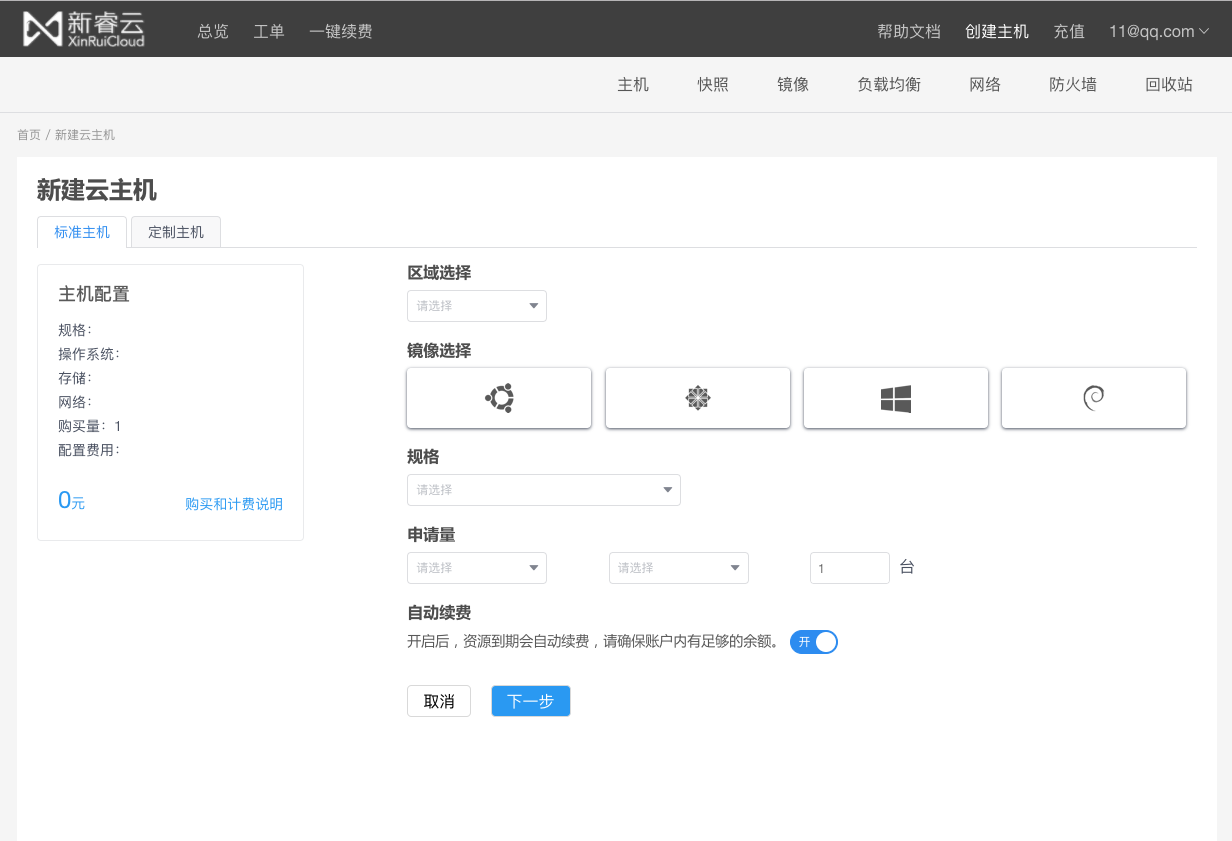 新睿云
XinRuiCloud
总览 工单 一键续费 帮助文档 创建主机 充值 11@qq.com
主机 快照 镜像 负载均衡 网络 防火墙 回收站
首页 / 新建云主机
新建云主机
标准主机 定制主机
主机配置
规格：
操作系统：
存储：
网络：
购买量：1
配置费用：
0元 购买和计费说明
区域选择
请选择
镜像选择
规格
请选择
申请量
请选择 请选择 1 台
自动续费
开启后，资源到期会自动续费，请确保账户内有足够的余额。 开
取消 下一步